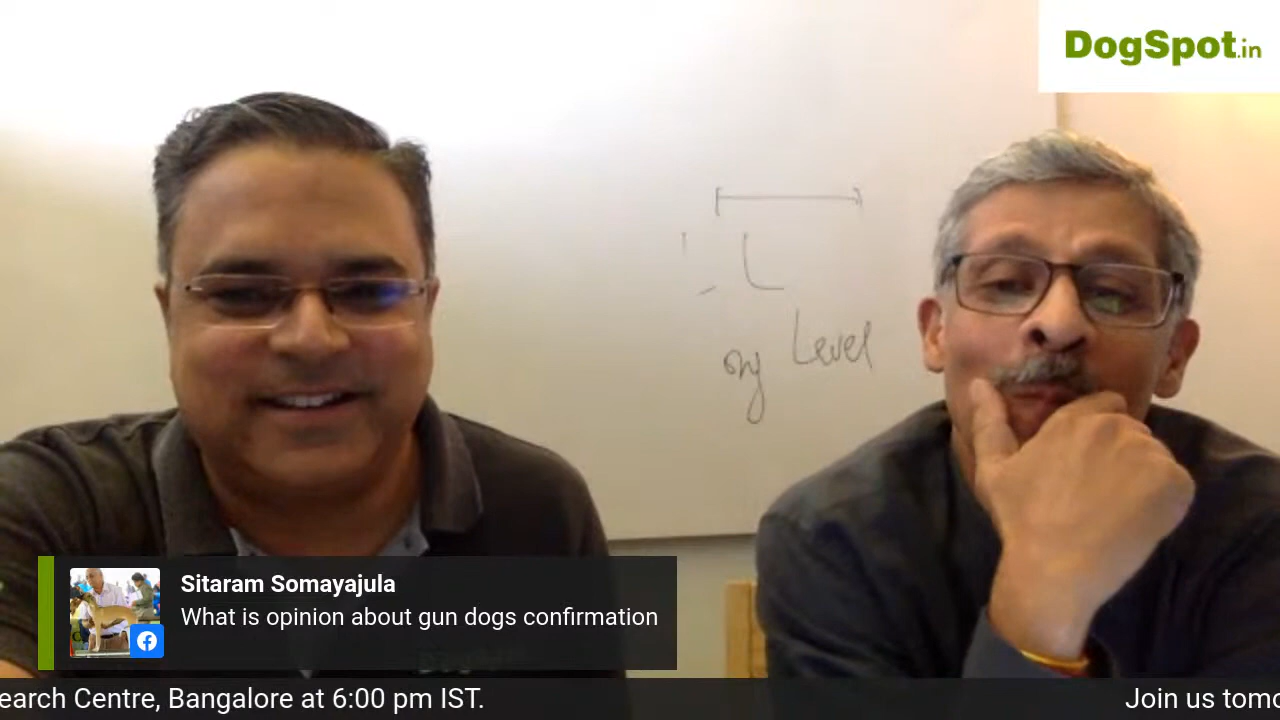 DogSpot.in
Level
Sitaram Somayajula
What is opinion about gun dogs confirmation
earch Centre, Bangalore at 6:00 pm IST.
Join us tomo